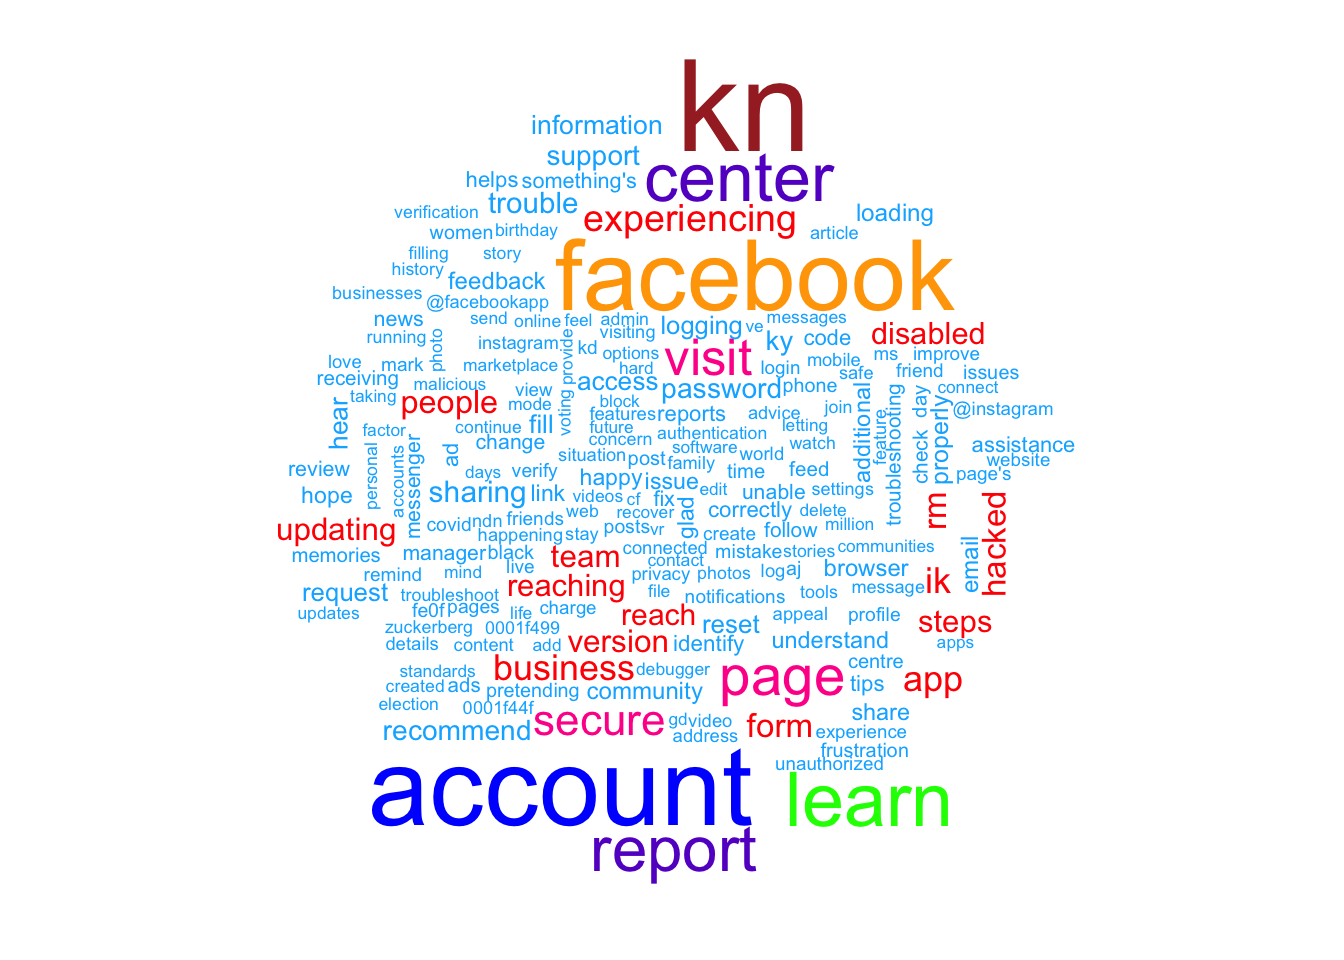 kn
information
support
center
helps
something's
trouble
experiencing
loading
verification
women
birthday
article
filling
story
history
feedback
facebook
businesses
@facebookapp
news
send
online
feel
admin
logging
ve
messages
disabled
running
photo
instagram
visiting
visit
ky
code
kd
options
ms
improve
love
mark
marketplace
provide
hard
login
mobile
safe
friend
issues
receiving
malicious
view
access
password
phone
connect
taking
people
mode
block
additional
feature
troubleshooting
check
day
properly
@instagram
hear
voting
features
reports
advice
join
factor
continue
fill
future
authentication
letting
personal
accounts
messenger
ad
change
concern
software
watch
assistance
website
review
days
verify
situation
post
family
world
time
feed
page's
happy
issue
hope
sharing
link
videos
cf
fix
glad
edit
unable
settings
rm
hacked
web
recover
correctly
delete
updating
covid
ndn
friends
happening
stay
posts
vr
create
follow
million
memories
manager
black
team
connected
contact
mistake
stories
communities
email
remind
mind
live
privacy
photos
log
aj
browser
request
troubleshoot
reaching
file
notifications
tools
message
ik
updates
fe0f
pages
life
charge
reach
reset
appeal
profile
steps
zuckerberg
0001f499
details
content
add
version
identify
understand
apps
standards
business
debugger
page
centre
created
ads
pretending
community
tips
app
election
0001f44f
recommend
secure
gd
video
address
form
share
experience
frustration
unauthorized
account
learn
report